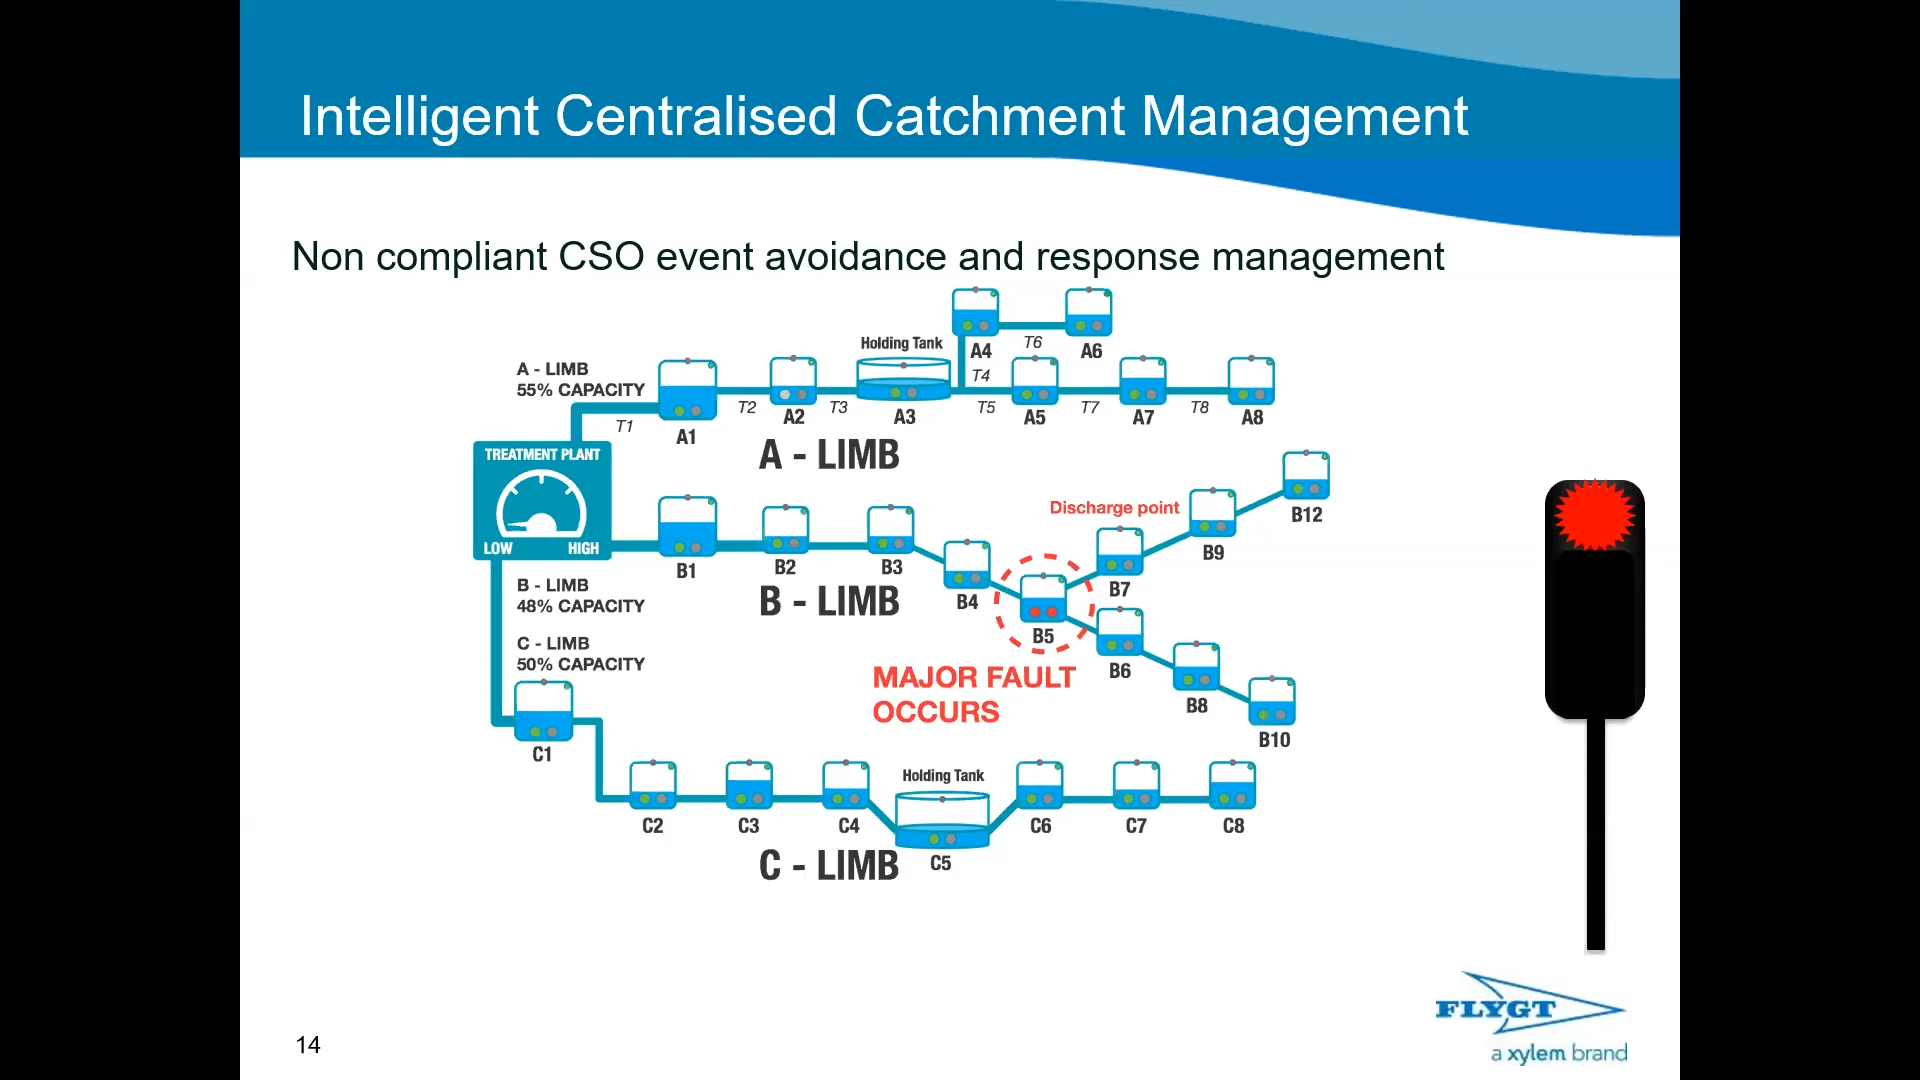 Intelligent Centralised Catchment Management
Non compliant CSO event avoidance and response management
A4
T6
A6
Holding Tank
A - LIMB
55% CAPACITY
T1
A1
T2
A2
T3
A3
T4
T5
A5
T7
A7
T8
A8
A - LIMB
TREATMENT PLANT
LOW
HIGH
B1
B2
B3
B4
B5
Discharge point
B7
B9
B12
B6
B8
B10
B - LIMB
B - LIMB
48% CAPACITY
MAJOR FAULT
OCCURS
C - LIMB
50% CAPACITY
C1
C2
C3
C4
Holding Tank
C5
C6
C7
C8
C - LIMB
FLYGT
a xylem brand
14